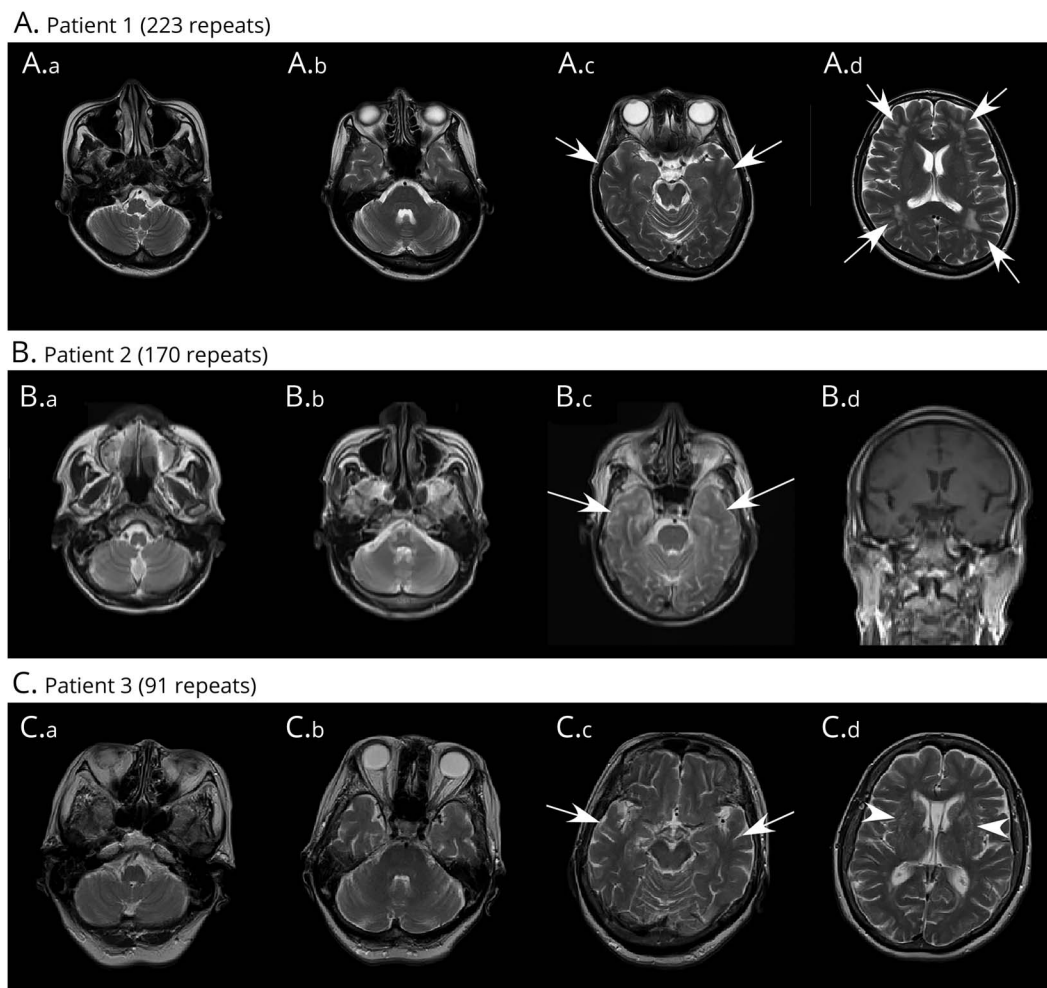 A. Patient 1 (223 repeats)
A.a A.b A.c A.d
B. Patient 2 (170 repeats)
B.a B.b B.c B.d
C. Patient 3 (91 repeats)
C.a C.b C.c C.d